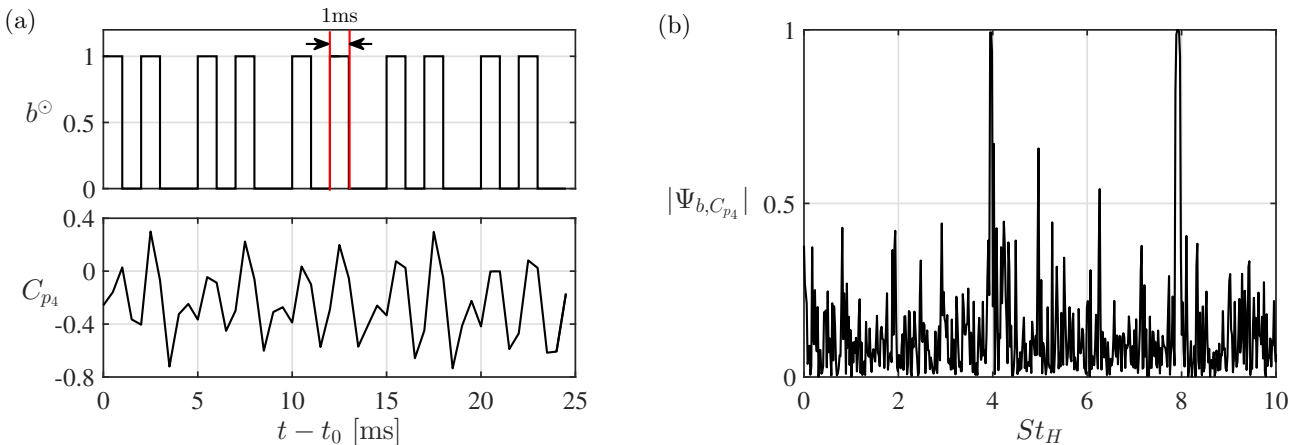 (a)
1ms
1
0.5
0
b⊙
0.4
0
-0.4
-0.8
C_{p_4}
0 5 10 15 20 25
t − t_0 [ms]
(b)
1
0.5
0
|Ψ_{b,C_{p_4}}|
0 2 4 6 8 10
St_H